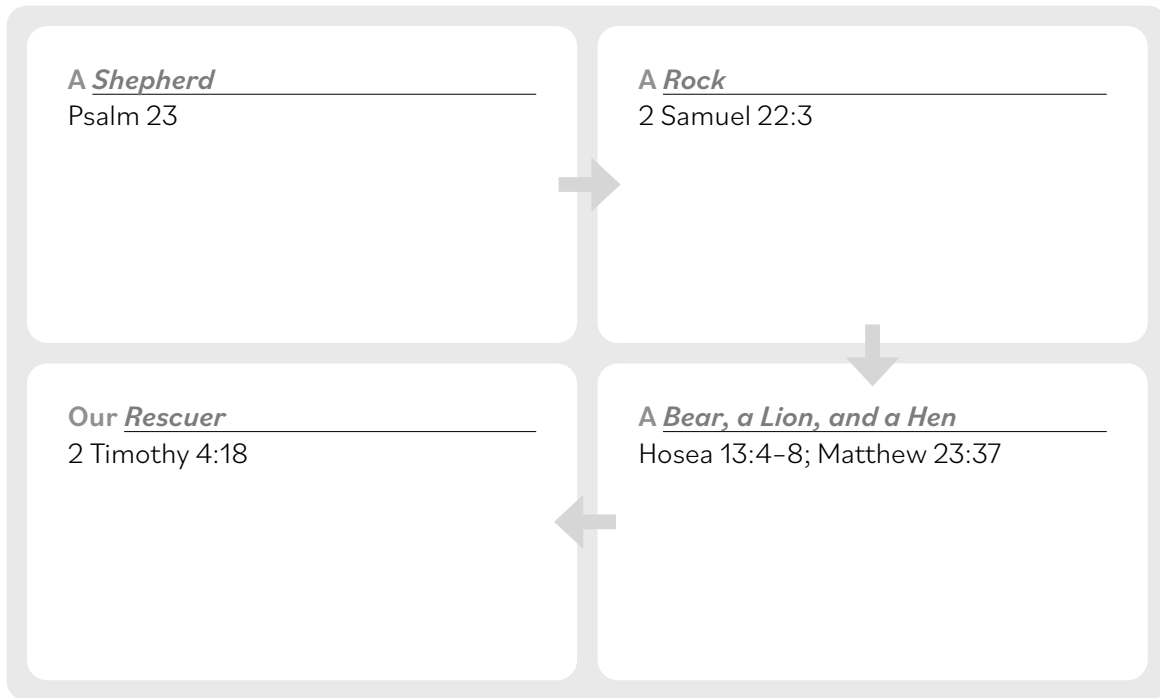 A Shepherd
Psalm 23
A Rock
2 Samuel 22:3
A Bear, a Lion, and a Hen
Hosea 13:4–8; Matthew 23:37
Our Rescuer
2 Timothy 4:18